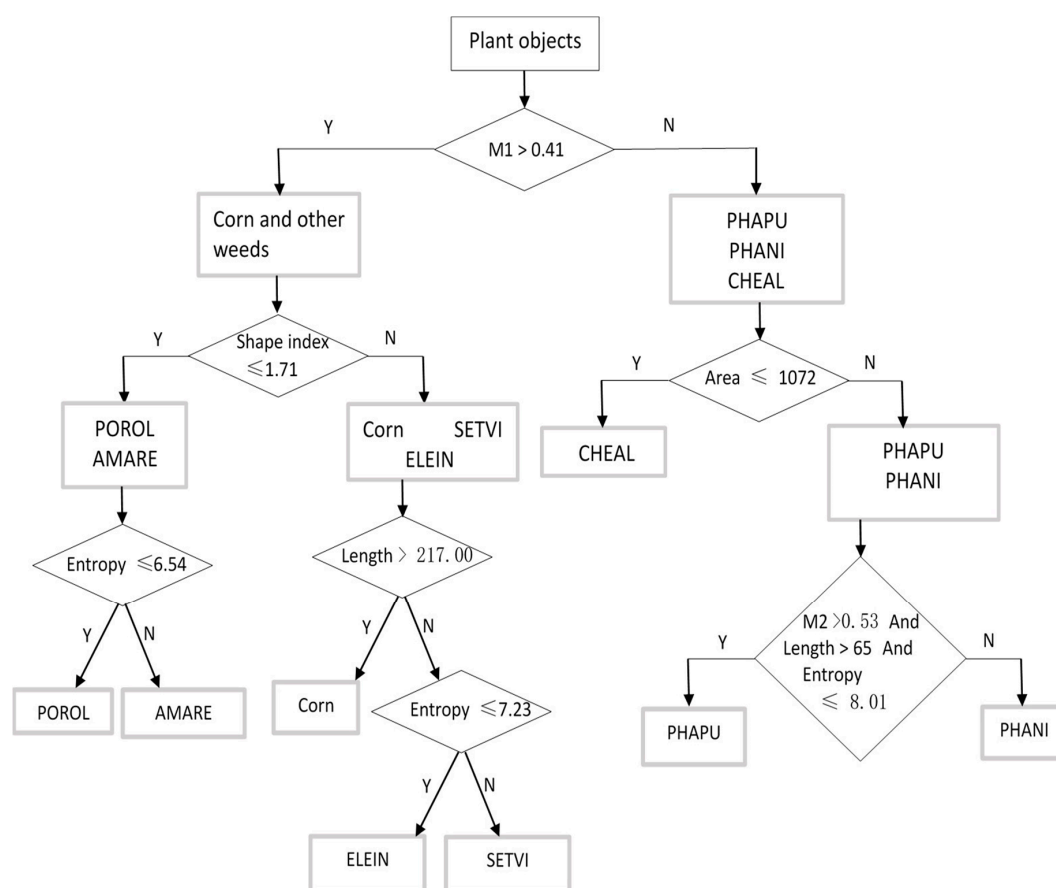 Plant objects
Y
N
M1 > 0.41
Corn and other
weeds
PHAPU
PHANI
CHEAL
Y
Shape index
≤1.71
N
Y
Area ≤ 1072
N
POROL
AMARE
Corn SETVI
ELEIN
CHEAL
PHAPU
PHANI
Entropy ≤6.54
Length > 217.00
Y
N
Y
N
M2 >0.53 And
Length > 65 And
Entropy
≤ 8.01
Y
N
POROL
AMARE
Corn
Entropy ≤7.23
PHAPU
PHANI
Y
N
ELEIN
SETVI